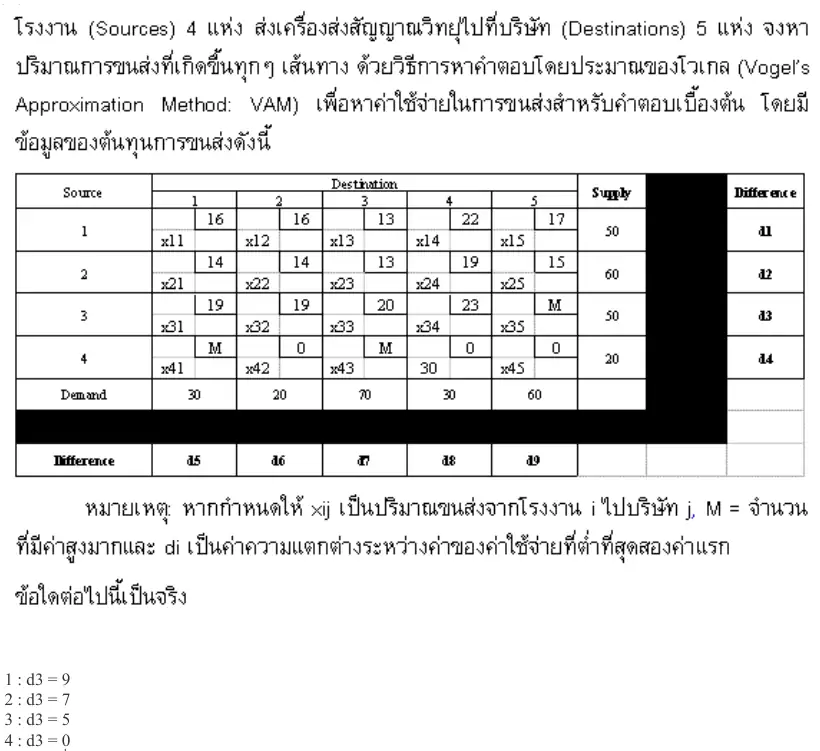 โรงงาน (Sources) 4 แห่ง ส่งเครื่องส่งสัญญาณวิทยุไปที่บริษัท (Destinations) 5 แห่ง จงหา
ปริมาณการขนส่งที่เกิดขึ้นทุกๆ เส้นทาง ด้วยวิธีการหาคำตอบโดยประมาณของโวเกล (Vogel's
Approximation Method: VAM) เพื่อหาค่าใช้จ่ายในการขนส่งสำหรับคำตอบเบื้องต้น โดยมี
ข้อมูลของต้นทุนการขนส่งดังนี้
Source Destination Supply Difference
1 2 3 4 5
16 16 13 22 17
1 50 d1
x11 x12 x13 x14 x15
14 14 13 19 15
2 60 d2
x21 x22 x23 x24 x25
19 19 20 23 M
3 50 d3
x31 x32 x33 x34 x35
M 0 M 0 0
4 20 d4
x41 x42 x43 30 x45
Demand 30 20 70 30 60
Difference d5 d6 d7 d8 d9
หมายเหตุ: หากกำหนดให้ xij เป็นปริมาณขนส่งจากโรงงาน i ไปบริษัท j, M = จำนวน
ที่มีค่าสูงมากและ di เป็นค่าความแตกต่างระหว่างค่าของค่าใช้จ่ายที่ต่ำที่สุดสองค่าแรก
ข้อใดต่อไปนี้เป็นจริง
1 : d3 = 9
2 : d3 = 7
3 : d3 = 5
4 : d3 = 0